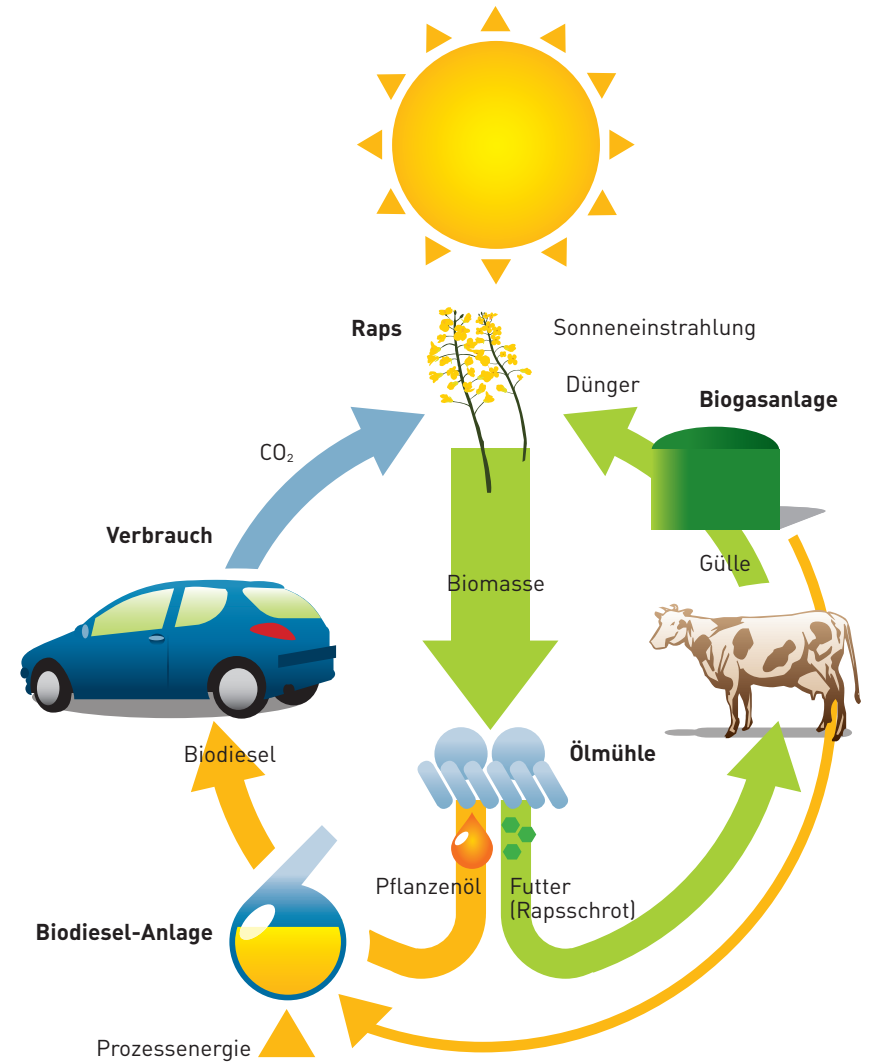 Raps
Sonneneinstrahlung
Dünger
Biogasanlage
CO₂
Verbrauch
Gülle
Biomasse
Ölmühle
Biodiesel
Pflanzenöl
Futter
(Rapsschrot)
Biodiesel-Anlage
Prozessenergie